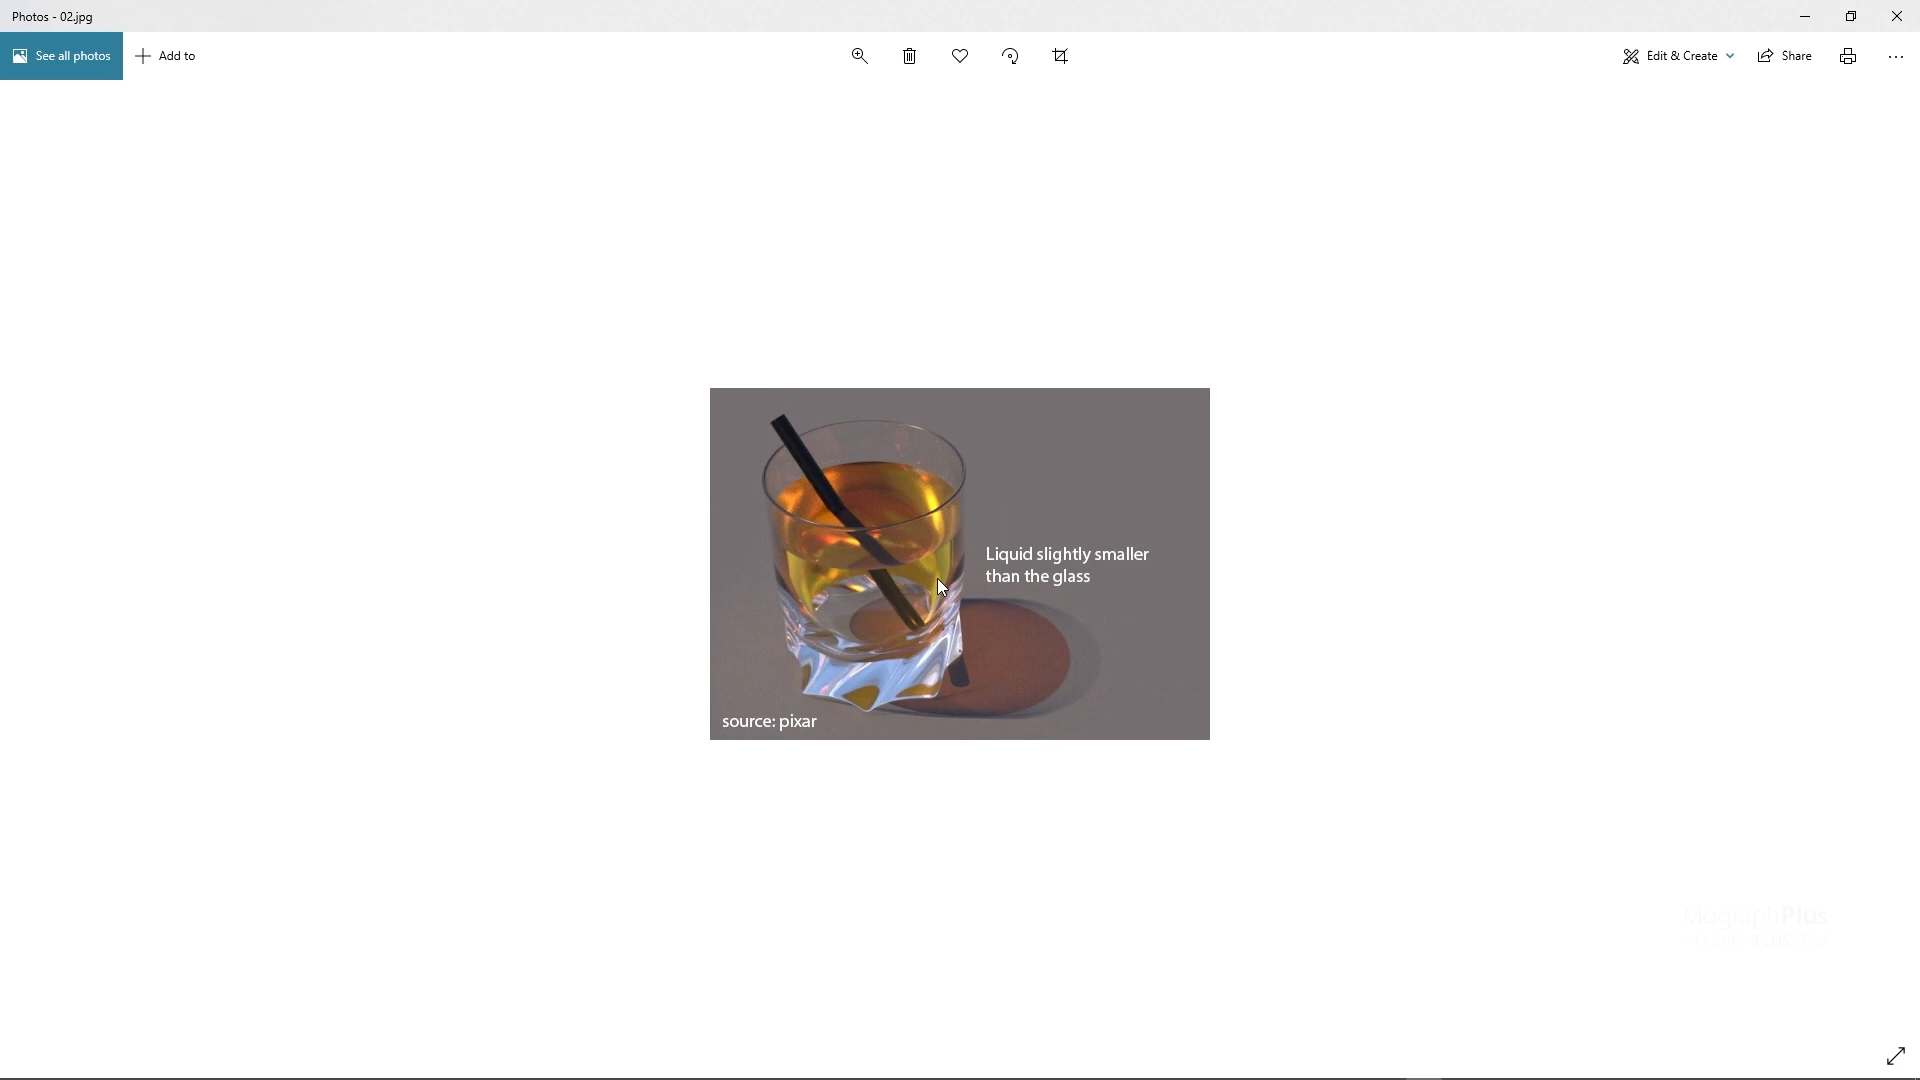 Photos - 02.jpg
See all photos
Add to
Edit & Create
Share
Liquid slightly smaller
than the glass
source: pixar
MographPlus